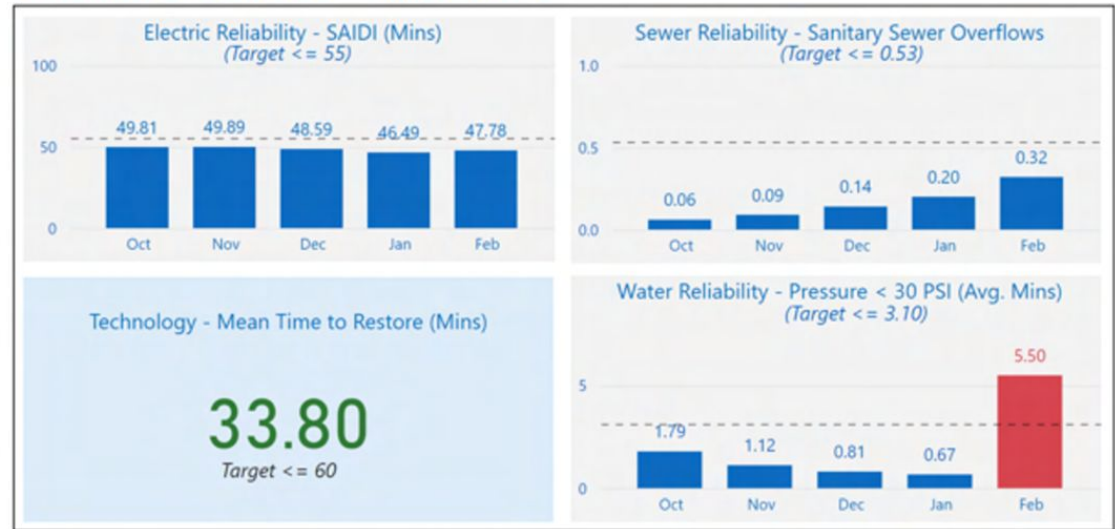 Electric Reliability - SAIDI (Mins)
(Target <= 55)
100
50
0
49.81 49.89 48.59 46.49 47.78
Oct Nov Dec Jan Feb
Sewer Reliability - Sanitary Sewer Overflows
(Target <= 0.53)
1.0
0.5
0.0
0.06 0.09 0.14 0.20 0.32
Oct Nov Dec Jan Feb
Technology - Mean Time to Restore (Mins)
33.80
Target <= 60
Water Reliability - Pressure < 30 PSI (Avg. Mins)
(Target <= 3.10)
5
0
1.79 1.12 0.81 0.67 5.50
Oct Nov Dec Jan Feb